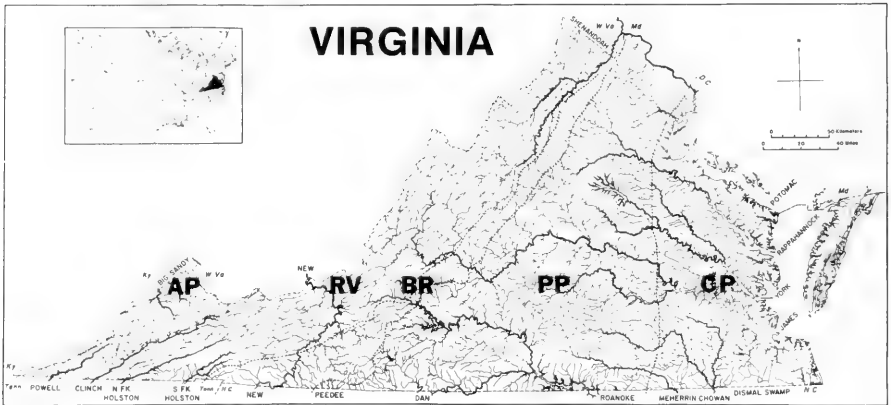 VIRGINIA
SHENANDOAH
W Va
Md
D C
N
0 50 Kilometers
0 20 40 Miles
POTOMAC
Md
RAPPAHANNOCK
YORK
JAMES
Ky
BIG SANDY
W Va
NEW
AP
RV
BR
PP
CP
Ky
Tenn
POWELL
CLINCH
N FK
HOLSTON
S FK
HOLSTON
Tenn
N C
NEW
PEEDEE
DAN
ROANOKE
MEHERRIN
CHOWAN
DISMAL SWAMP
N C